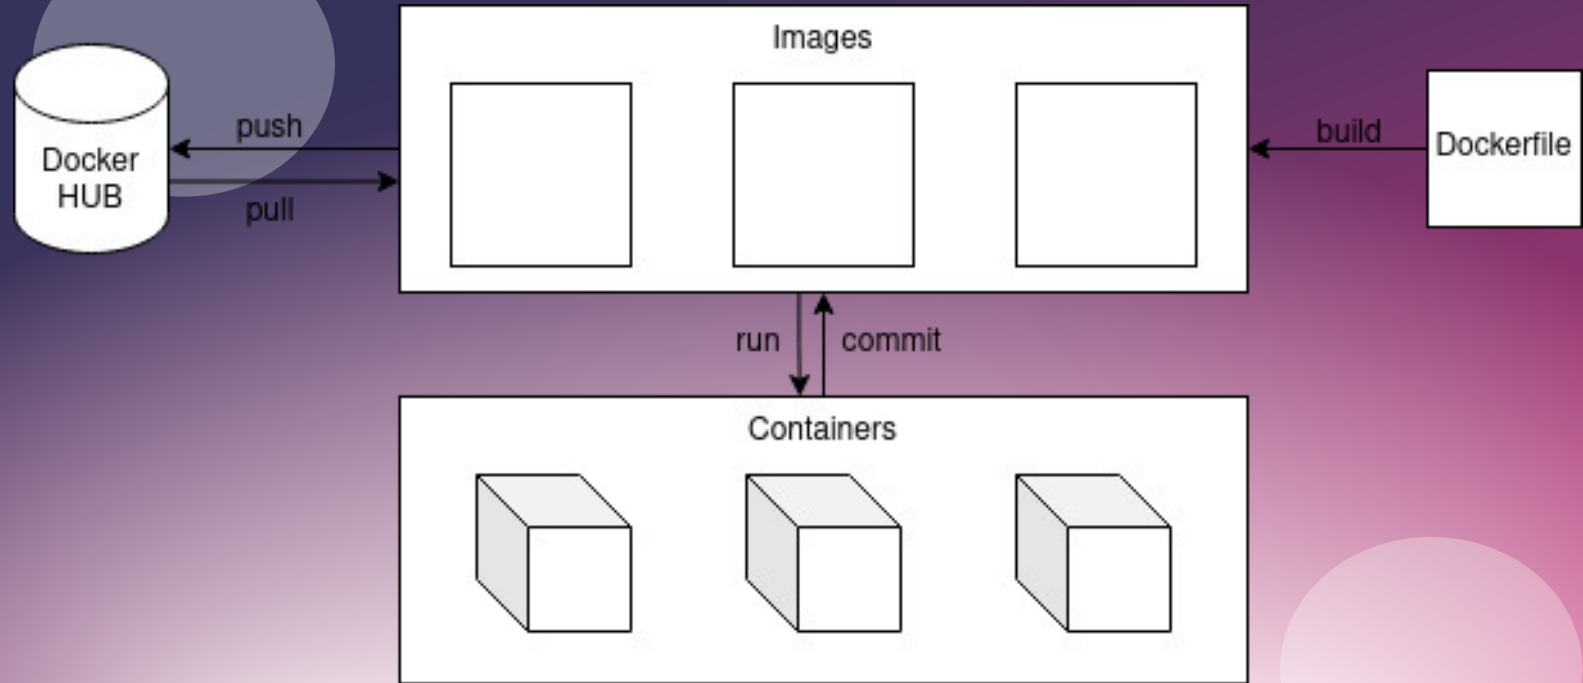 Images
push
Docker
HUB
pull
build
Dockerfile
run
commit
Containers